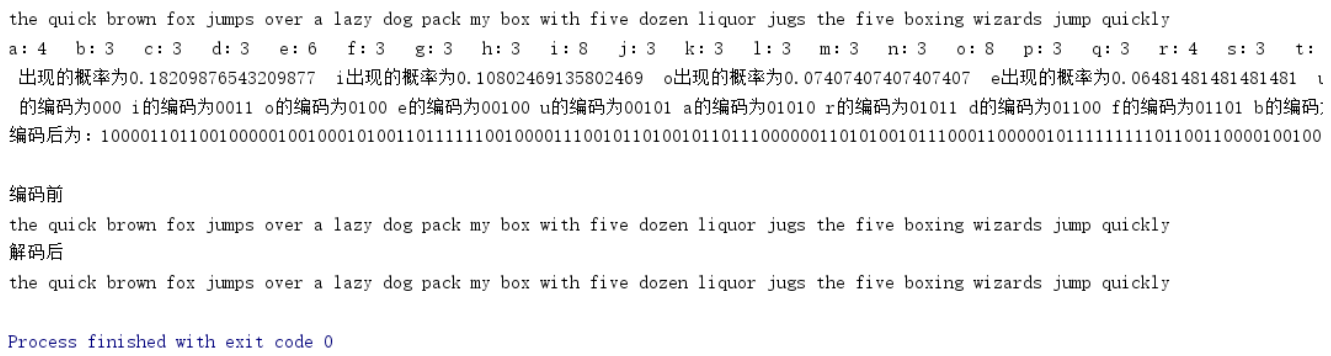 the quick brown fox jumps over a lazy dog pack my box with five dozen liquor jugs the five boxing wizards jump quickly
a: 4 b: 3 c: 3 d: 3 e: 6 f: 3 g: 3 h: 3 i: 8 j: 3 k: 3 l: 3 m: 3 n: 3 o: 8 p: 3 q: 3 r: 4 s: 3 t:
出现的概率为0.18209876543209877 i出现的概率为0.10802469135802469 o出现的概率为0.07407407407407407 e出现的概率为0.06481481481481481 u
的编码为000 i的编码为0011 o的编码为0100 e的编码为00100 u的编码为00101 a的编码为01010 r的编码为01011 d的编码为01100 f的编码为01101 b的编码
编码后为：1000011011001000001001000101001101111110010000111001011010010110111000000110101001011100011000001011111111101100110000100100
编码前
the quick brown fox jumps over a lazy dog pack my box with five dozen liquor jugs the five boxing wizards jump quickly
解码后
the quick brown fox jumps over a lazy dog pack my box with five dozen liquor jugs the five boxing wizards jump quickly
Process finished with exit code 0